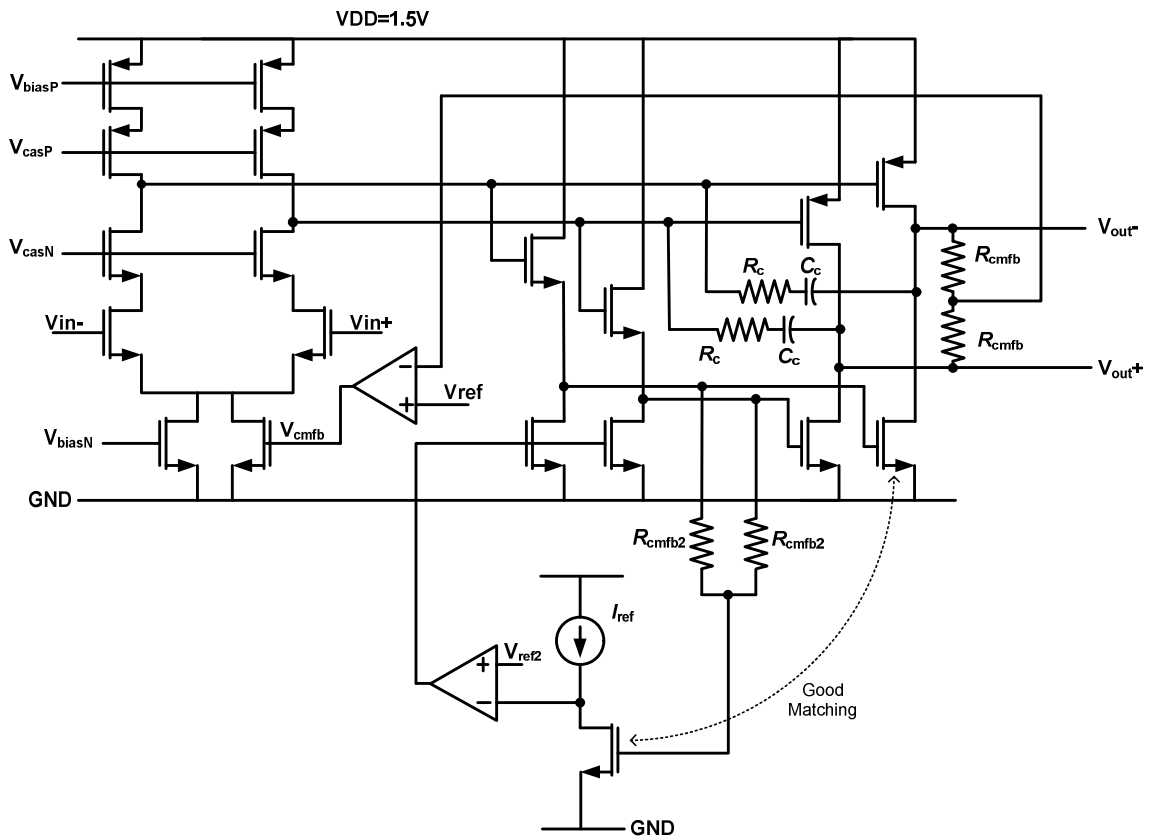 VDD=1.5V
VbiasP
VcasP
VcasN
Vin-
Vin+
VbiasN
Vcmfb
Vref
GND
Rc
Cc
Rc
Cc
Vout-
Rcmfb
Rcmfb
Vout+
Rcmfb2
Rcmfb2
Iref
Vref2
Good
Matching
GND